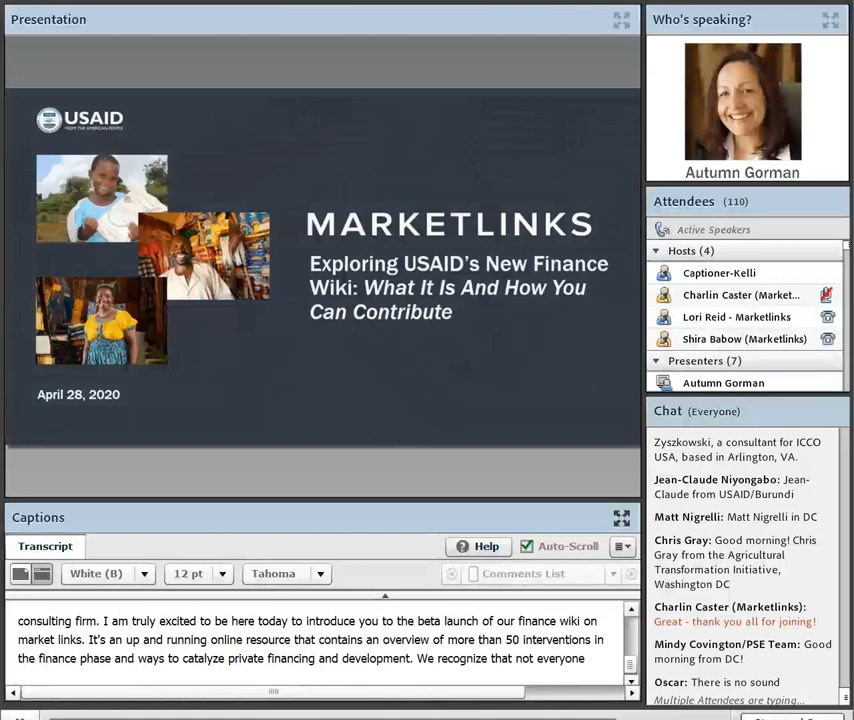 Presentation
USAID
FROM THE AMERICAN PEOPLE
MARKETLINKS
Exploring USAID's New Finance
Wiki: What It Is And How You
Can Contribute
April 28, 2020
Captions
Transcript
Help
Auto-Scroll
White (B)
12 pt
Tahoma
Comments List
consulting firm. I am truly excited to be here today to introduce you to the beta launch of our finance wiki on
market links. It's an up and running online resource that contains an overview of more than 50 interventions in
the finance phase and ways to catalyze private financing and development. We recognize that not everyone
Who's speaking?
Autumn Gorman
Attendees (110)
Active Speakers
Hosts (4)
Captioner-Kelli
Charlin Caster (Market...
Lori Reid - Marketlinks
Shira Babow (Marketlinks)
Presenters (7)
Autumn Gorman
Chat (Everyone)
Zyszkowski, a consultant for ICCO
USA, based in Arlington, VA.
Jean-Claude Niyongabo: Jean-
Claude from USAID/Burundi
Matt Nigrelli: Matt Nigrelli in DC
Chris Gray: Good morning! Chris
Gray from the Agricultural
Transformation Initiative,
Washington DC
Charlin Caster (Marketlinks):
Great - thank you all for joining!
Mindy Covington/PSE Team: Good
morning from DC!
Oscar: There is no sound
Multiple Attendees are typing...